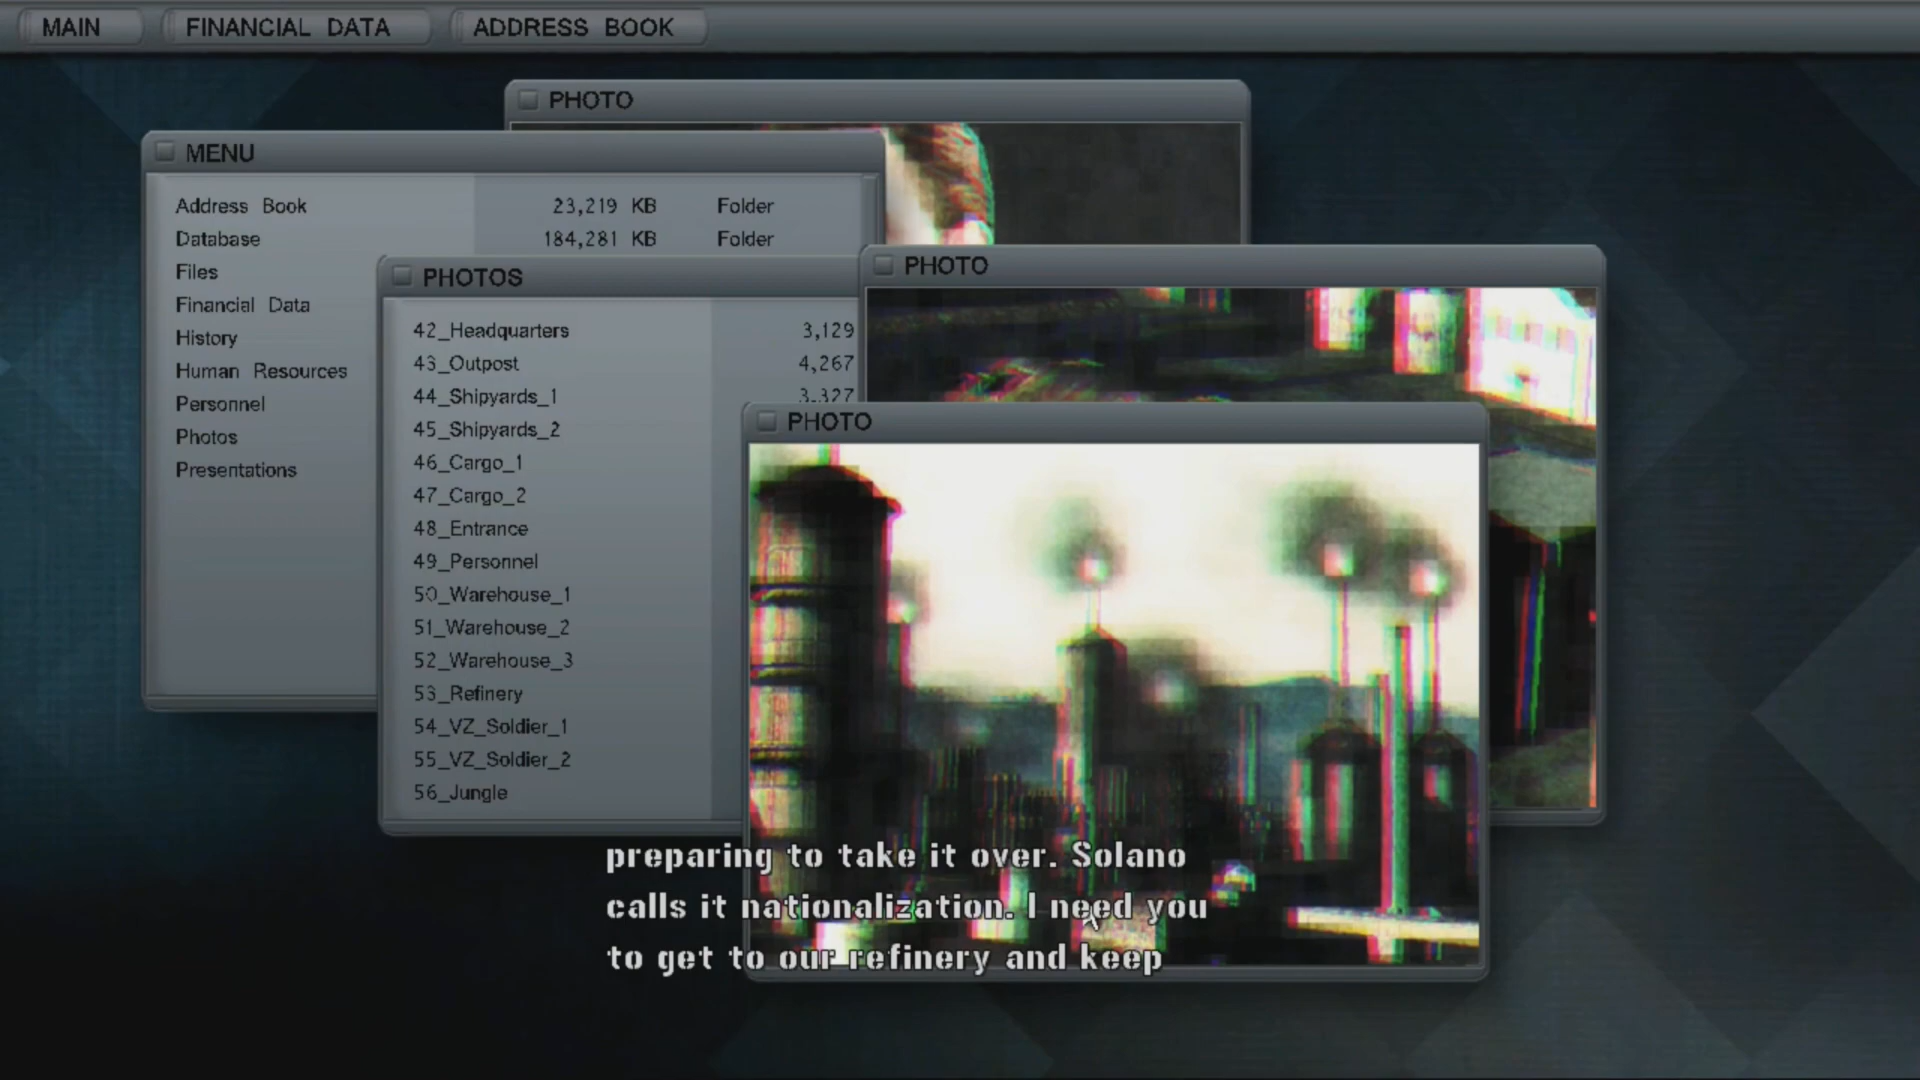 MAIN
FINANCIAL DATA
ADDRESS BOOK
PHOTO
MENU
Address Book 23,219 KB Folder
Database 184,281 KB Folder
Files
Financial Data
History
Human Resources
Personnel
Photos
Presentations
PHOTOS
42_Headquarters 3,129
43_Outpost 4,267
44_Shipyards_1 3,327
45_Shipyards_2
46_Cargo_1
47_Cargo_2
48_Entrance
49_Personnel
50_Warehouse_1
51_Warehouse_2
52_Warehouse_3
53_Refinery
54_VZ_Soldier_1
55_VZ_Soldier_2
56_Jungle
PHOTO
PHOTO
preparing to take it over. Solano
calls it nationalization. I need you
to get to our refinery and keep